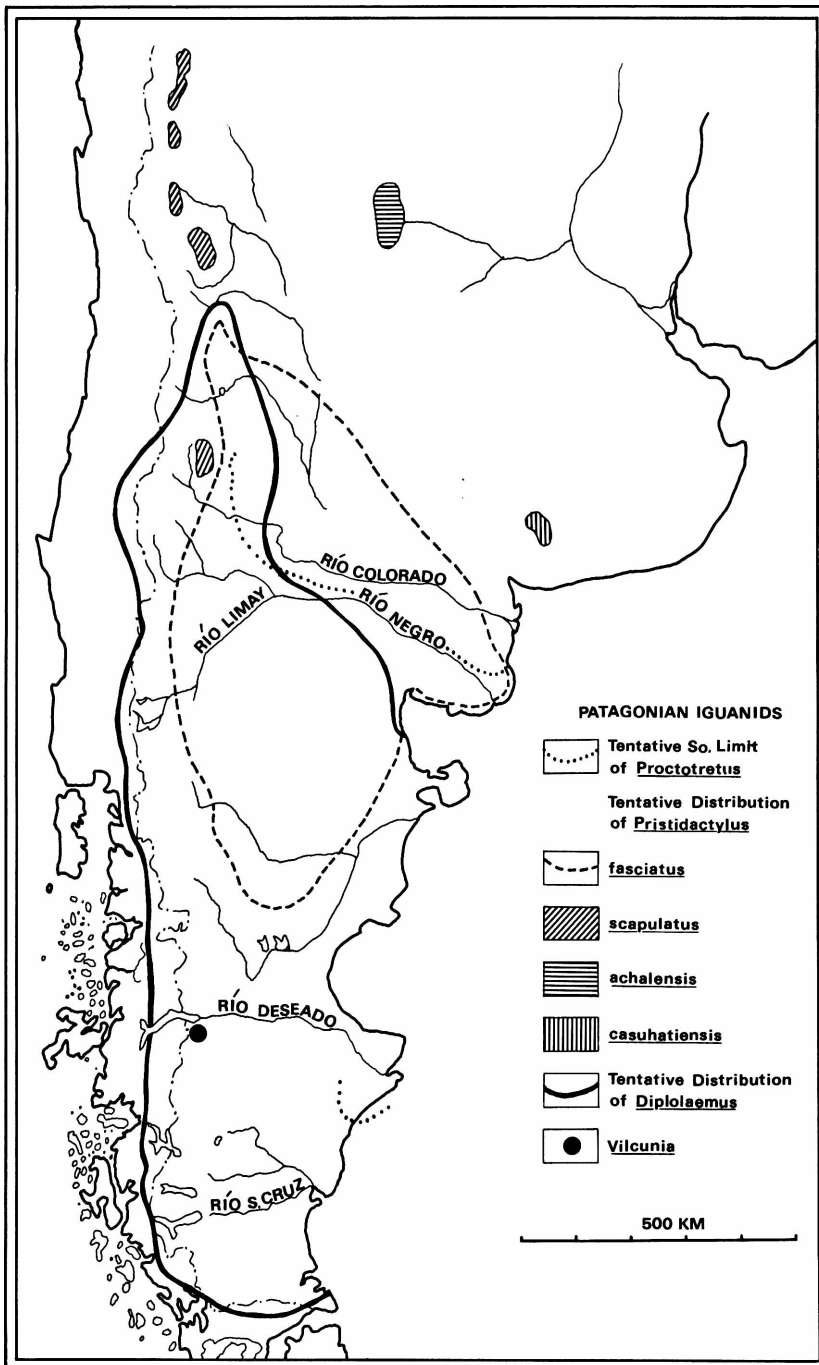 RÍO COLORADO
RÍO NEGRO
RÍO LIMAY
RÍO DESEADO
RÍO S. CRUZ
PATAGONIAN IGUANIDS
Tentative So. Limit
of Proctotretus
Tentative Distribution
of Pristidactylus
fasciatus
scapulatus
achalensis
casuhatiensis
Tentative Distribution
of Diplolaemus
Vilcunia
500 KM